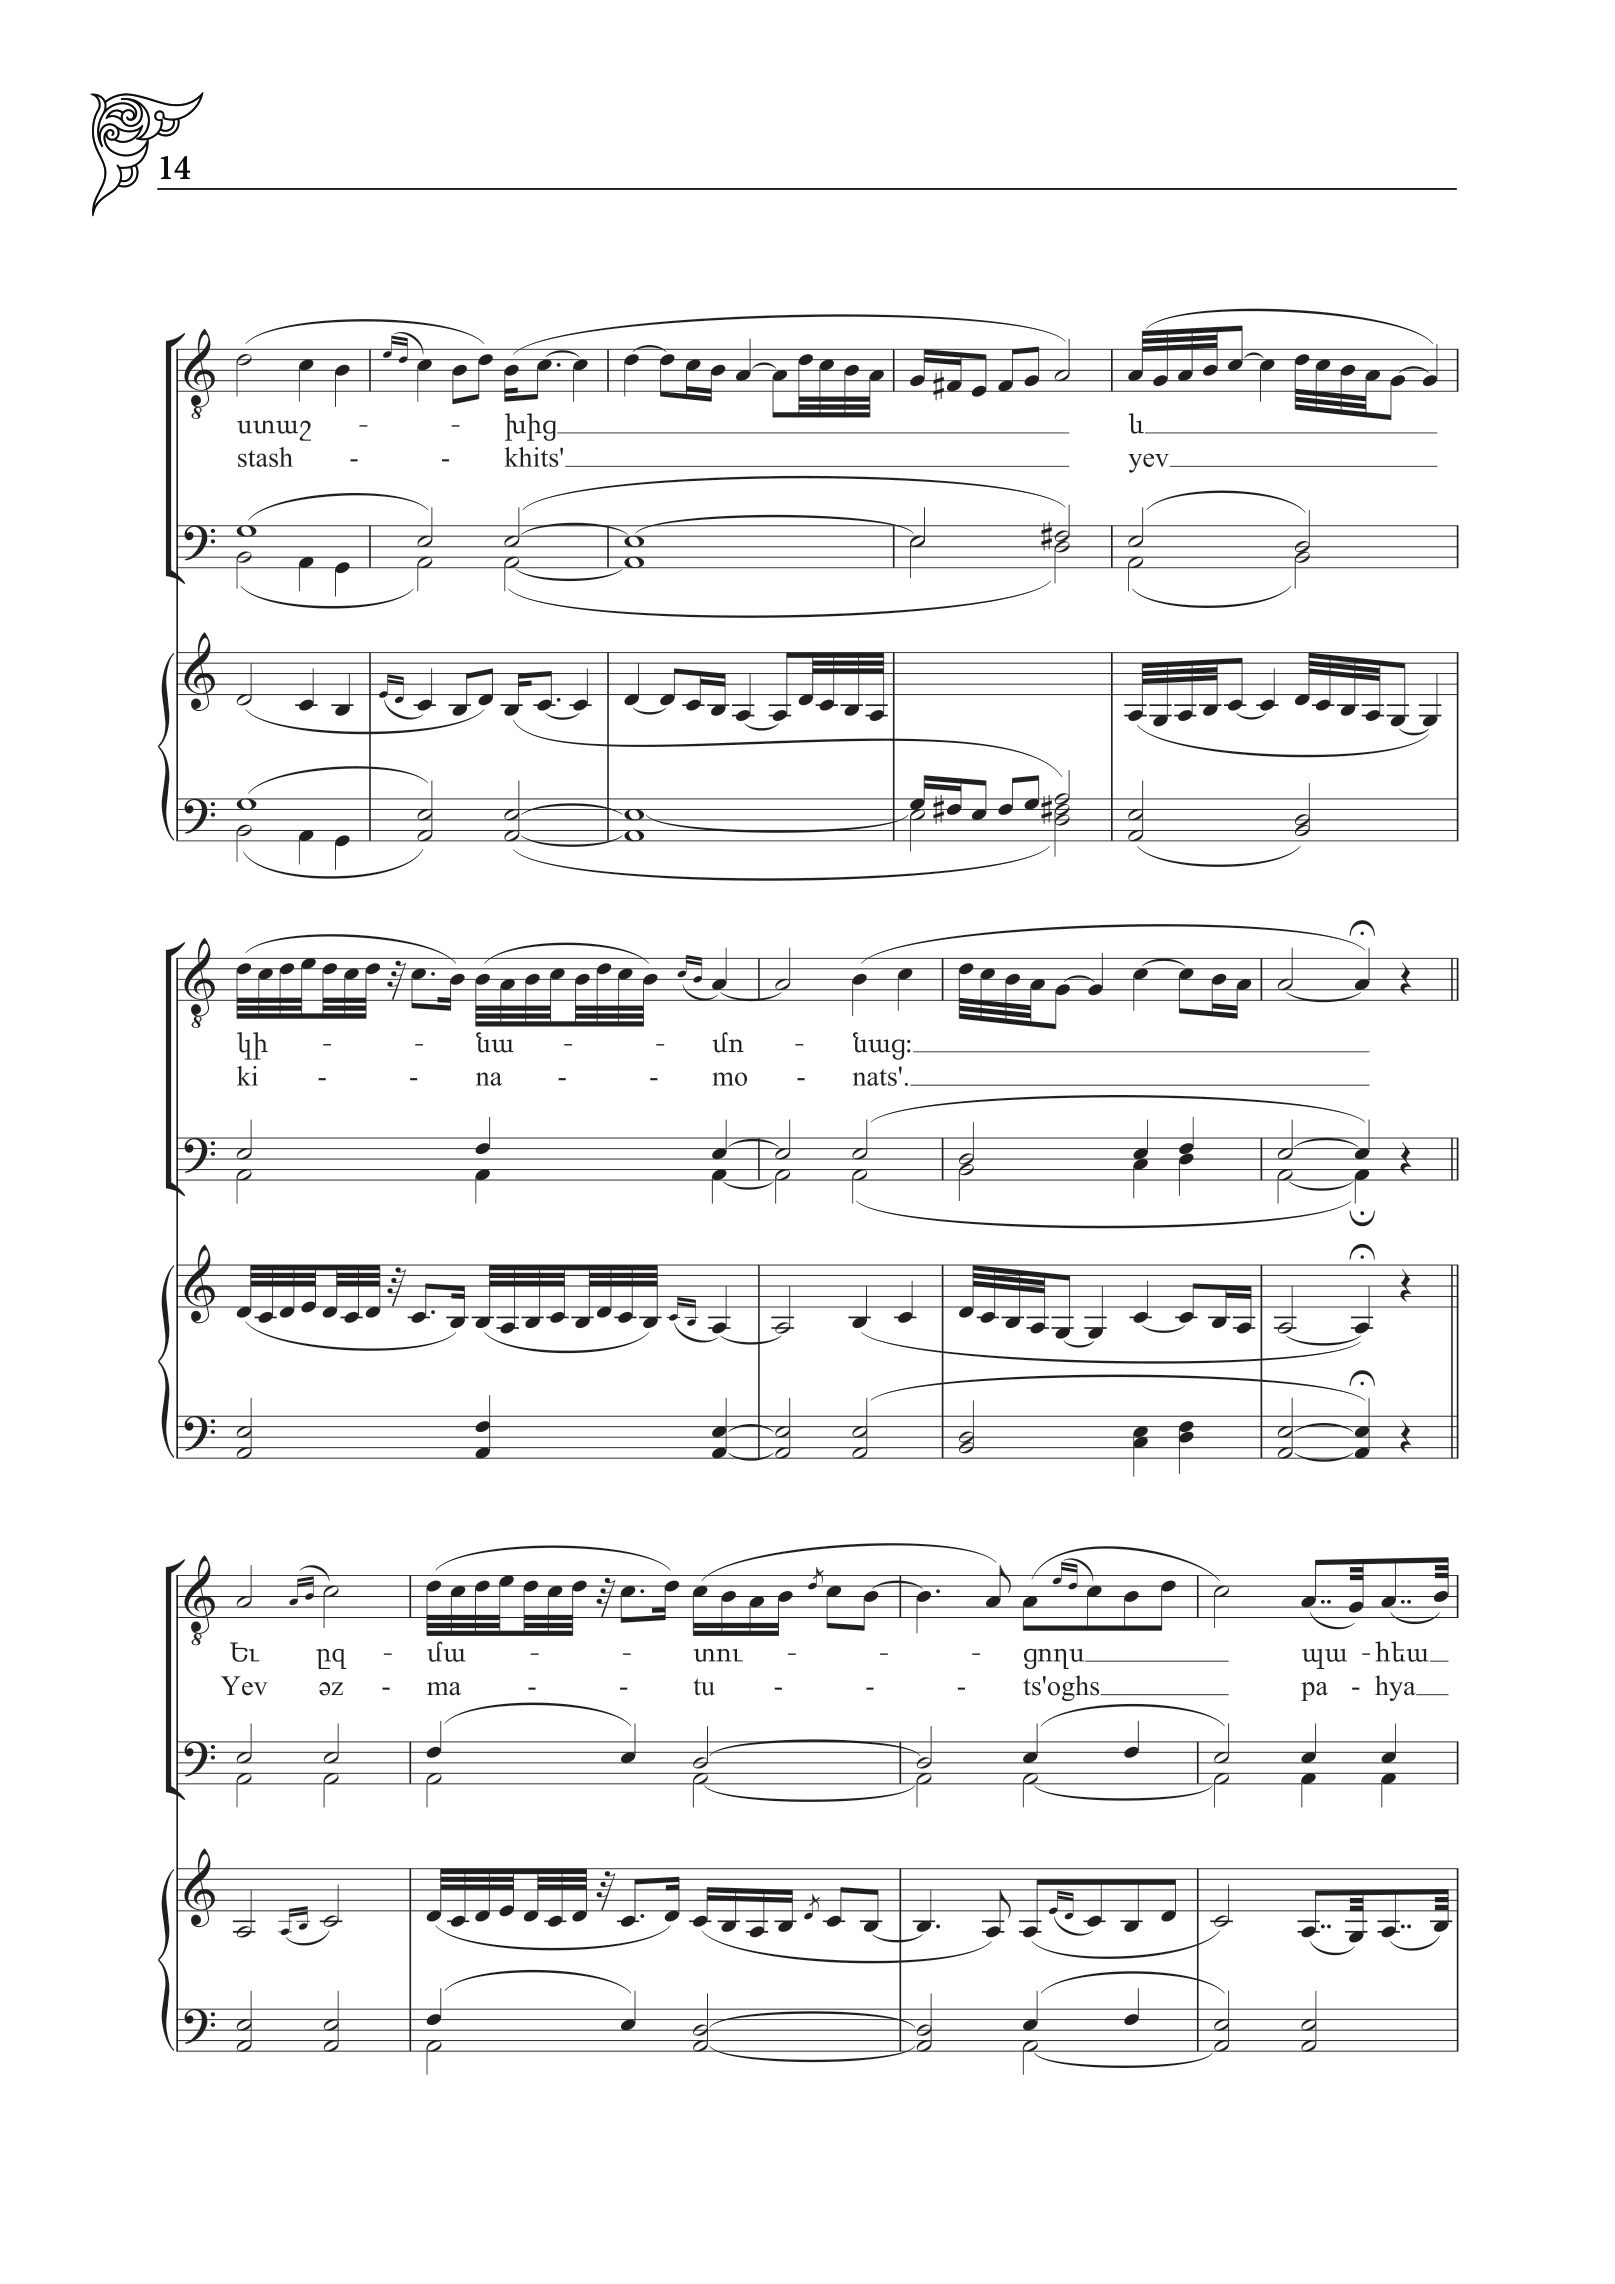 14
ստաշ - - խից և
stash - - khits' yev
կի - - նա - - մո - նաց:
ki - - na - - mo - nats'.
Եւ ըզ - մա - - տու - - - ցողս պա - հեա
Yev əz - ma - - tu - - - ts'oghs pa - hya